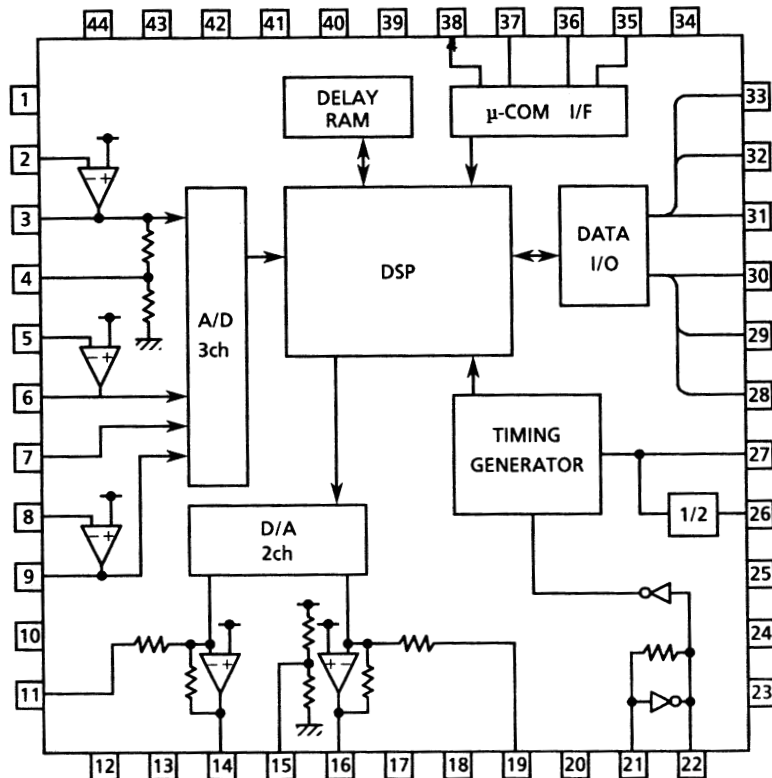 44 43 42 41 40 39 38 37 36 35 34
1
2
3
4
5
6
7
8
9
10
11
DELAY
RAM
μ-COM I/F
33
32
31
30
29
28
27
26
25
24
23
- +
DSP
DATA
I/O
A/D
3ch
- +
TIMING
GENERATOR
1/2
- +
D/A
2ch
- +
+ -
12 13 14 15 16 17 18 19 20 21 22